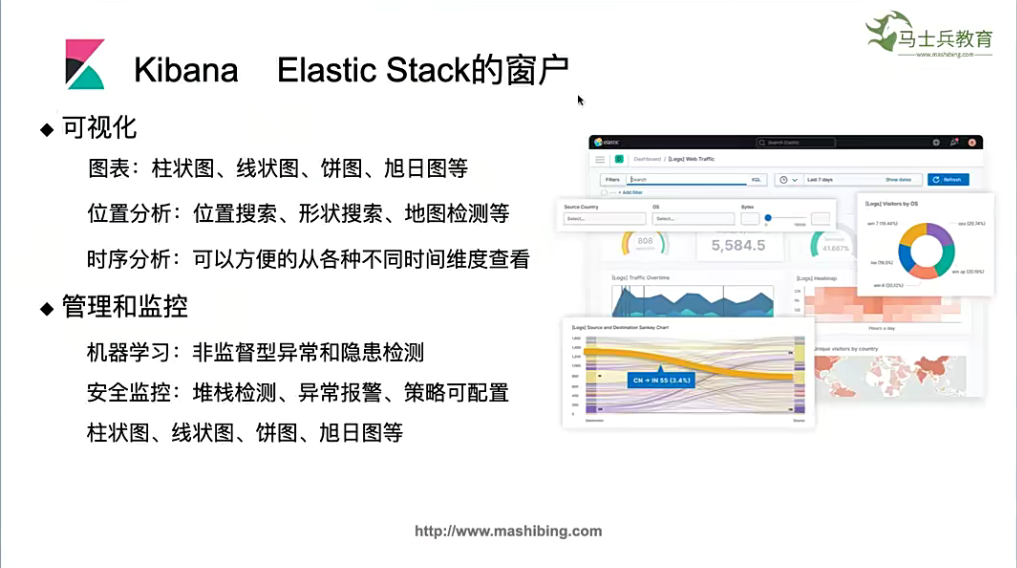 马士兵教育
www.mashibing.com
Kibana Elastic Stack的窗户
◆ 可视化
图表：柱状图、线状图、饼图、旭日图等
位置分析：位置搜索、形状搜索、地图检测等
时序分析：可以方便的从各种不同时间维度查看
◆ 管理和监控
机器学习：非监督型异常和隐患检测
安全监控：堆栈检测、异常报警、策略可配置
柱状图、线状图、饼图、旭日图等
elastic
Search Elastic
Dashboard / [Logs] Web Traffic
Filters Search KQL Last 7 days Show dates Refresh
+ Add filter
Source Country OS Bytes
Select... Select...
808
5,584.5
41.667%
[Logs] Visitors by OS
[Logs] Traffic Overtime
[Logs] Heatmap
Hours a day
[Logs] Source and Destination Sankey Chart
CN → IN 55 (3.4%)
Unique visitors by country
http://www.mashibing.com